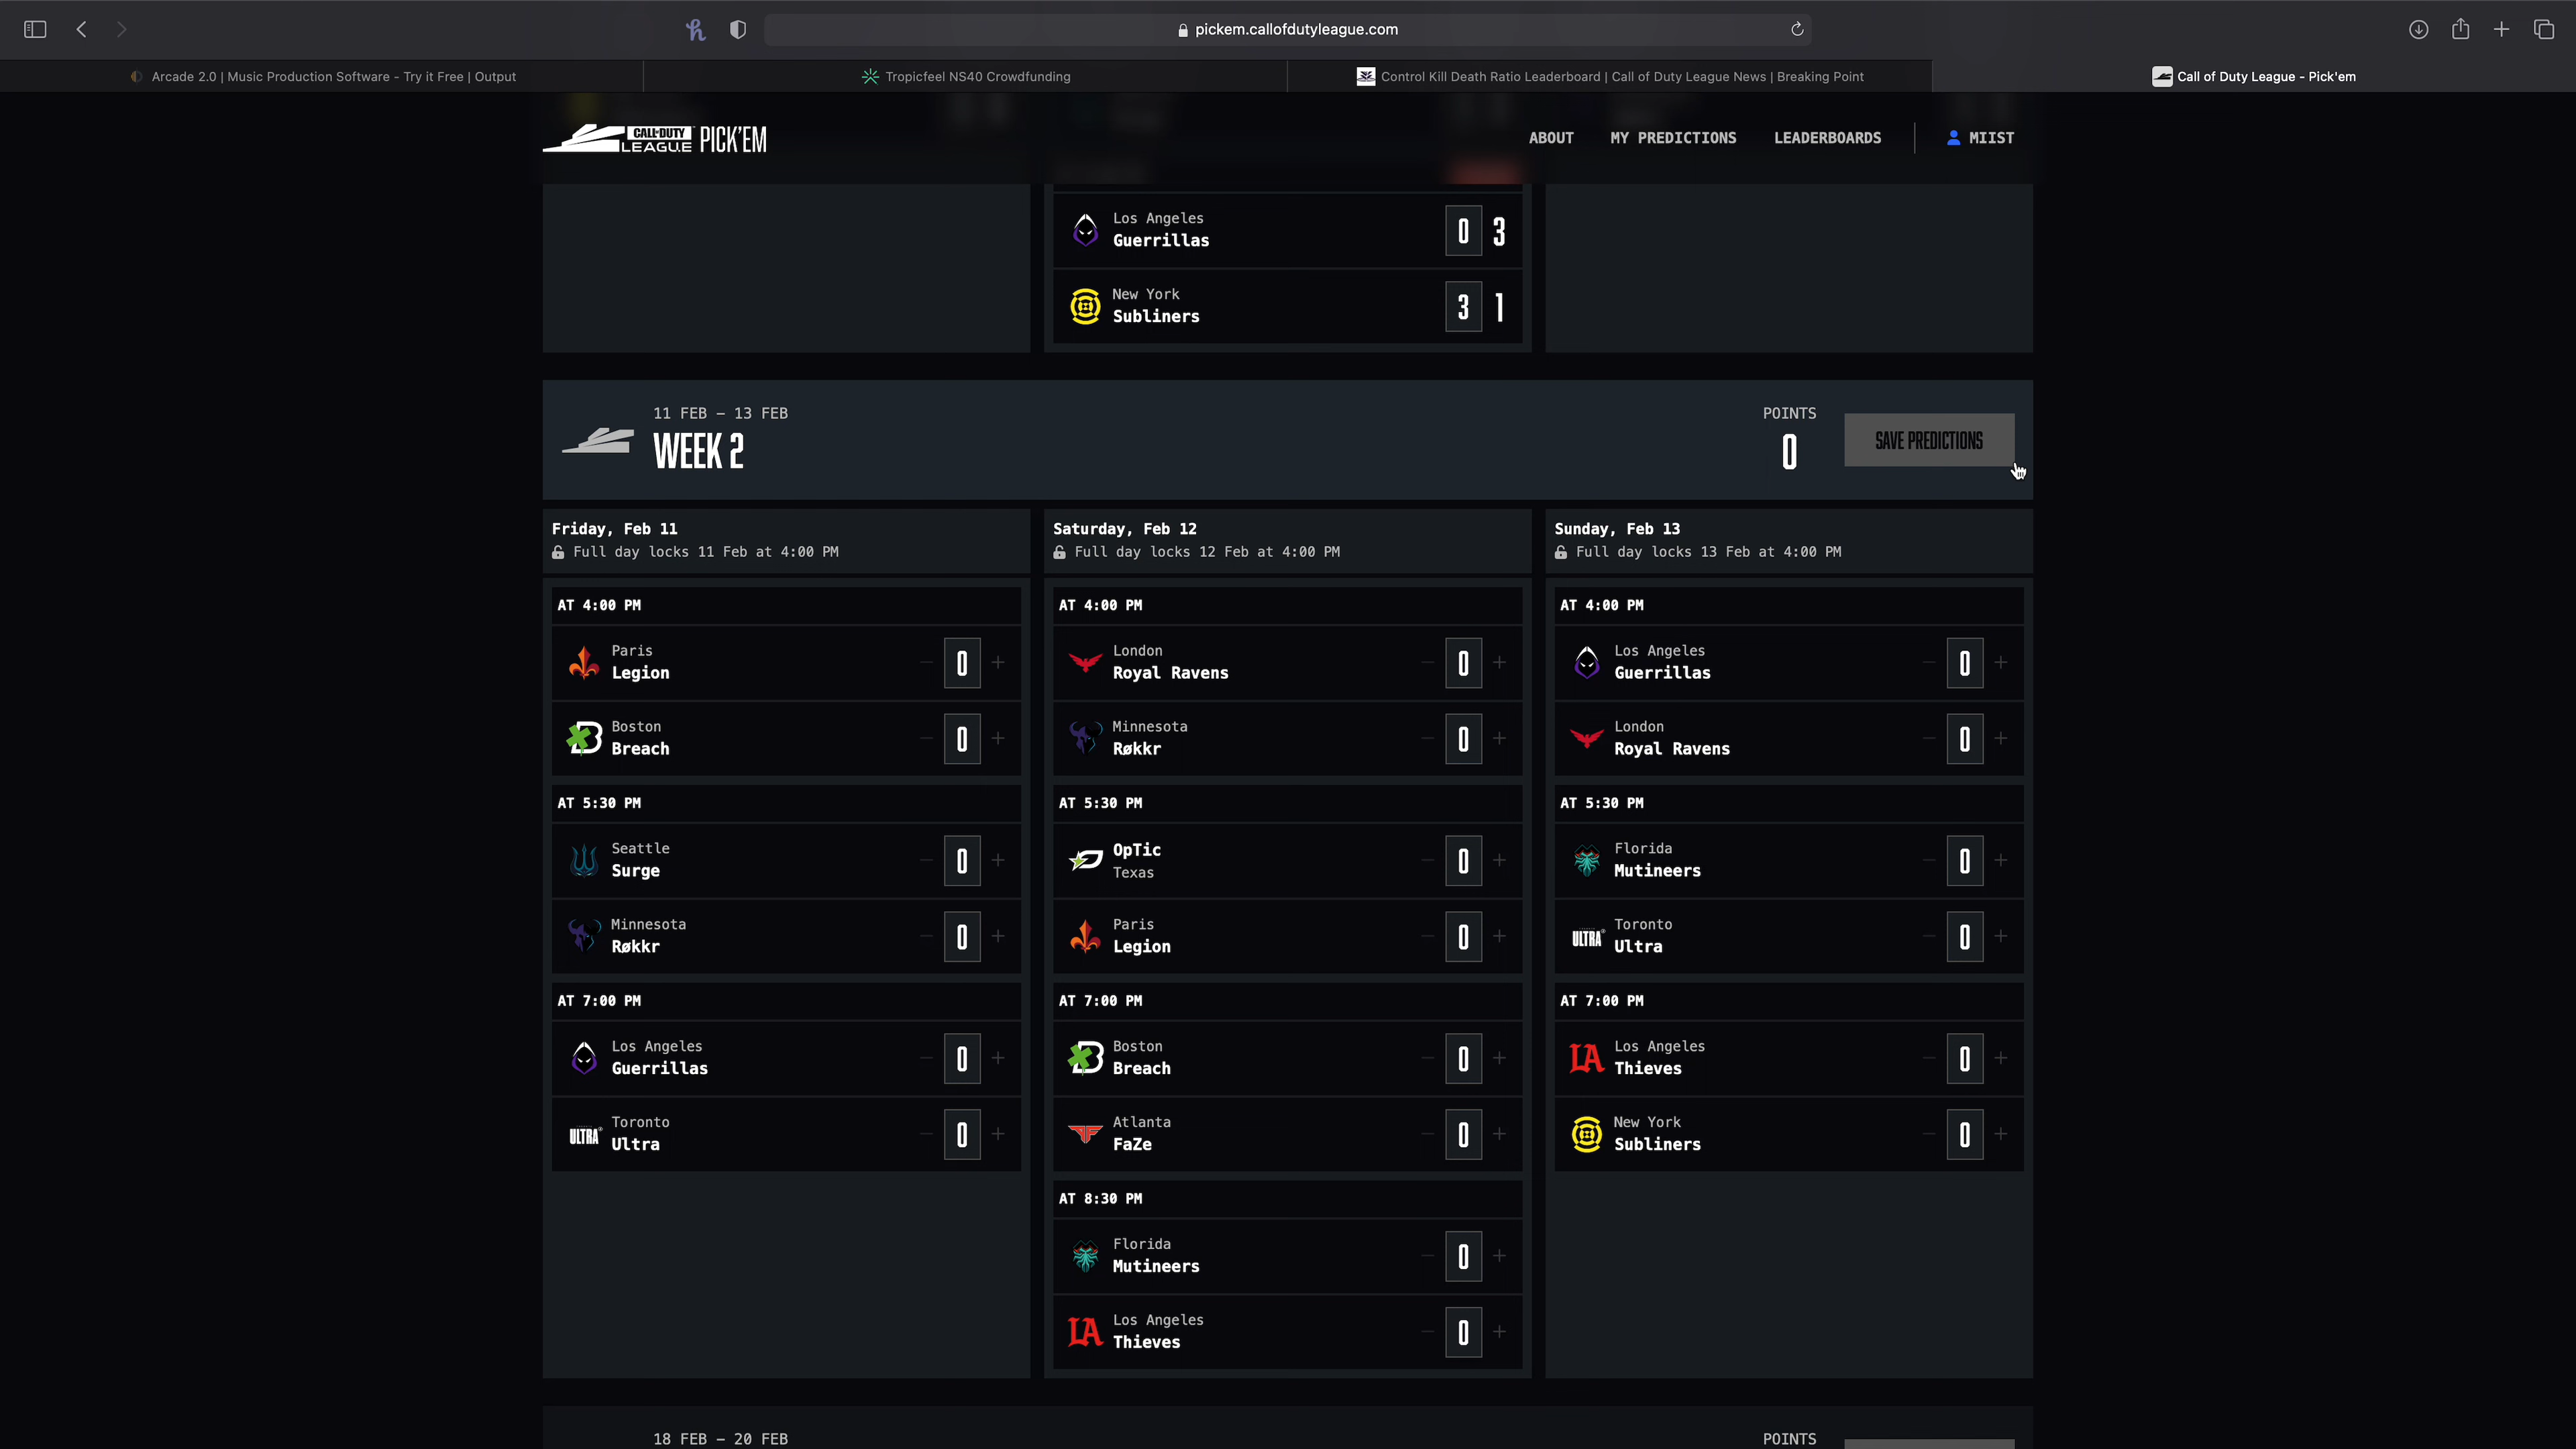 pickem.callofdutyleague.com
Arcade 2.0 | Music Production Software - Try it Free | Output
Tropicfeel NS40 Crowdfunding
Control Kill Death Ratio Leaderboard | Call of Duty League News | Breaking Point
Call of Duty League - Pick'em
CALL OF DUTY
LEAGUE PICK'EM
ABOUT
MY PREDICTIONS
LEADERBOARDS
MIIST
Los Angeles
Guerrillas
0 3
New York
Subliners
3 1
11 FEB – 13 FEB
WEEK 2
POINTS
0
SAVE PREDICTIONS
Friday, Feb 11
Full day locks 11 Feb at 4:00 PM
AT 4:00 PM
Paris
Legion
– 0 +
Boston
Breach
– 0 +
AT 5:30 PM
Seattle
Surge
– 0 +
Minnesota
Røkkr
– 0 +
AT 7:00 PM
Los Angeles
Guerrillas
– 0 +
ULTRA
Toronto
Ultra
– 0 +
Saturday, Feb 12
Full day locks 12 Feb at 4:00 PM
AT 4:00 PM
London
Royal Ravens
– 0 +
Minnesota
Røkkr
– 0 +
AT 5:30 PM
OpTic
Texas
– 0 +
Paris
Legion
– 0 +
AT 7:00 PM
Boston
Breach
– 0 +
Atlanta
FaZe
– 0 +
AT 8:30 PM
Florida
Mutineers
– 0 +
LA
Los Angeles
Thieves
– 0 +
Sunday, Feb 13
Full day locks 13 Feb at 4:00 PM
AT 4:00 PM
Los Angeles
Guerrillas
– 0 +
London
Royal Ravens
– 0 +
AT 5:30 PM
Florida
Mutineers
– 0 +
ULTRA
Toronto
Ultra
– 0 +
AT 7:00 PM
LA
Los Angeles
Thieves
– 0 +
New York
Subliners
– 0 +
18 FEB – 20 FEB
POINTS